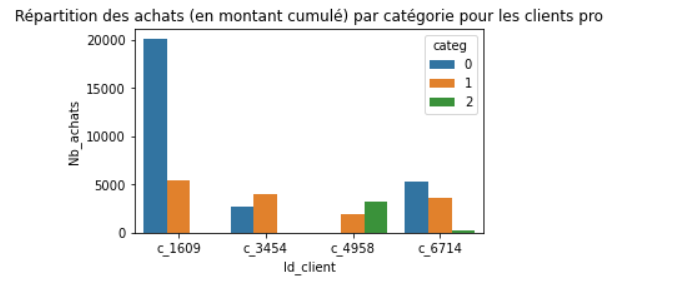 Répartition des achats (en montant cumulé) par catégorie pour les clients pro
20000
15000
10000
5000
0
Nb_achats
categ
0
1
2
c_1609 c_3454 c_4958 c_6714
Id_client